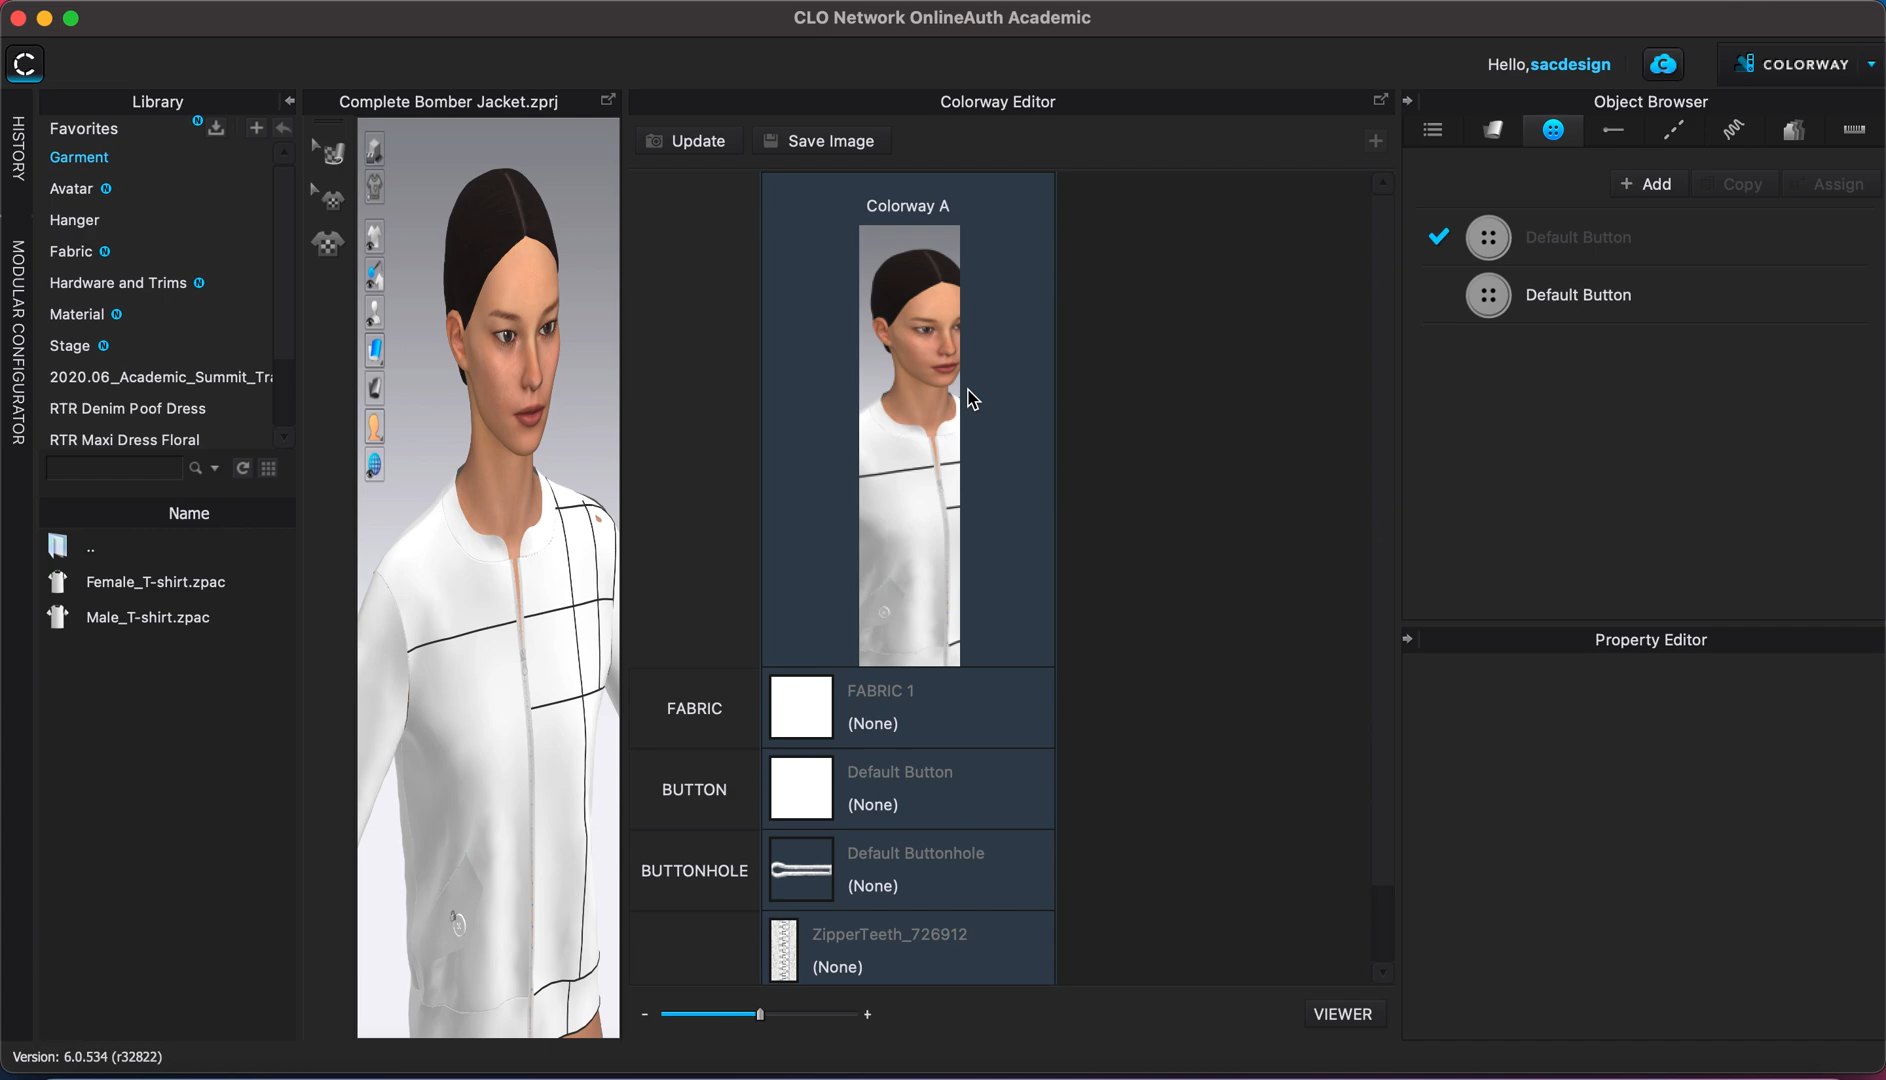 CLO Network OnlineAuth Academic
Hello,sacdesign
COLORWAY
HISTORY
MODULAR CONFIGURATOR
Library
Favorites N
Garment
Avatar N
Hanger
Fabric N
Hardware and Trims N
Material N
Stage N
2020.06_Academic_Summit_Tra
RTR Denim Poof Dress
RTR Maxi Dress Floral
Name
..
Female_T-shirt.zpac
Male_T-shirt.zpac
Complete Bomber Jacket.zprj
Colorway Editor
Update
Save Image
Colorway A
FABRIC
FABRIC 1
(None)
BUTTON
Default Button
(None)
BUTTONHOLE
Default Buttonhole
(None)
ZipperTeeth_726912
(None)
- +
VIEWER
Object Browser
+ Add
Copy
Assign
Default Button
Default Button
Property Editor
Version: 6.0.534 (r32822)